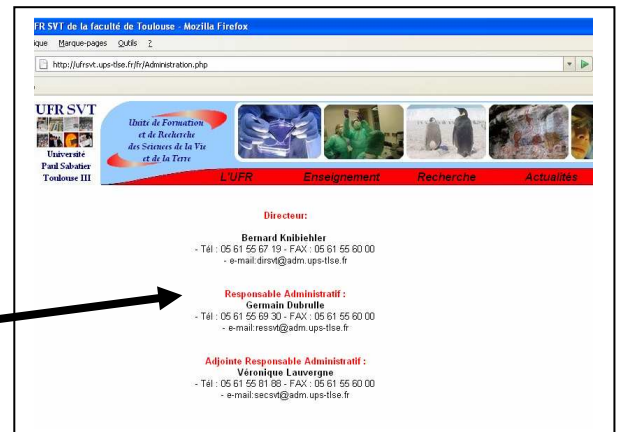 FR SVT de la faculté de Toulouse - Mozilla Firefox
ique Marque-pages Outils ?
http://ufrsvt.ups-tlse.fr/fr/Administration.php
UFR SVT
Université
Paul Sabatier
Toulouse III
Unite de Formation
et de Recherche
des Sciences de la Vie
et de la Terre
L'UFR Enseignement Recherche Actualités
Directeur:
Bernard Knibiehler
- Tél : 05 61 55 67 19 - FAX : 05 61 55 60 00
- e-mail:dirsvt@adm.ups-tlse.fr
Responsable Administratif :
Germain Dubrulle
- Tél : 05 61 55 69 30 - FAX : 05 61 55 60 00
- e-mail:ressvt@adm.ups-tlse.fr
Adjointe Responsable Administratif :
Véronique Lauvergne
- Tél : 05 61 55 81 88 - FAX : 05 61 55 60 00
- e-mail:secsvt@adm.ups-tlse.fr